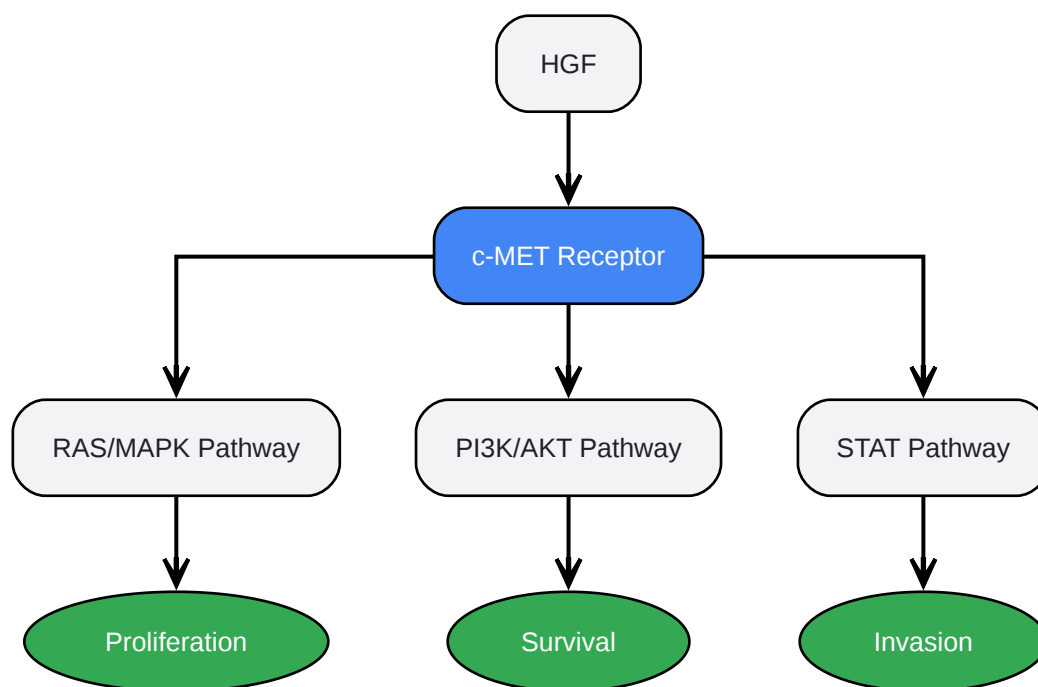 HGF
c-MET Receptor
RAS/MAPK Pathway
PI3K/AKT Pathway
STAT Pathway
Proliferation
Survival
Invasion